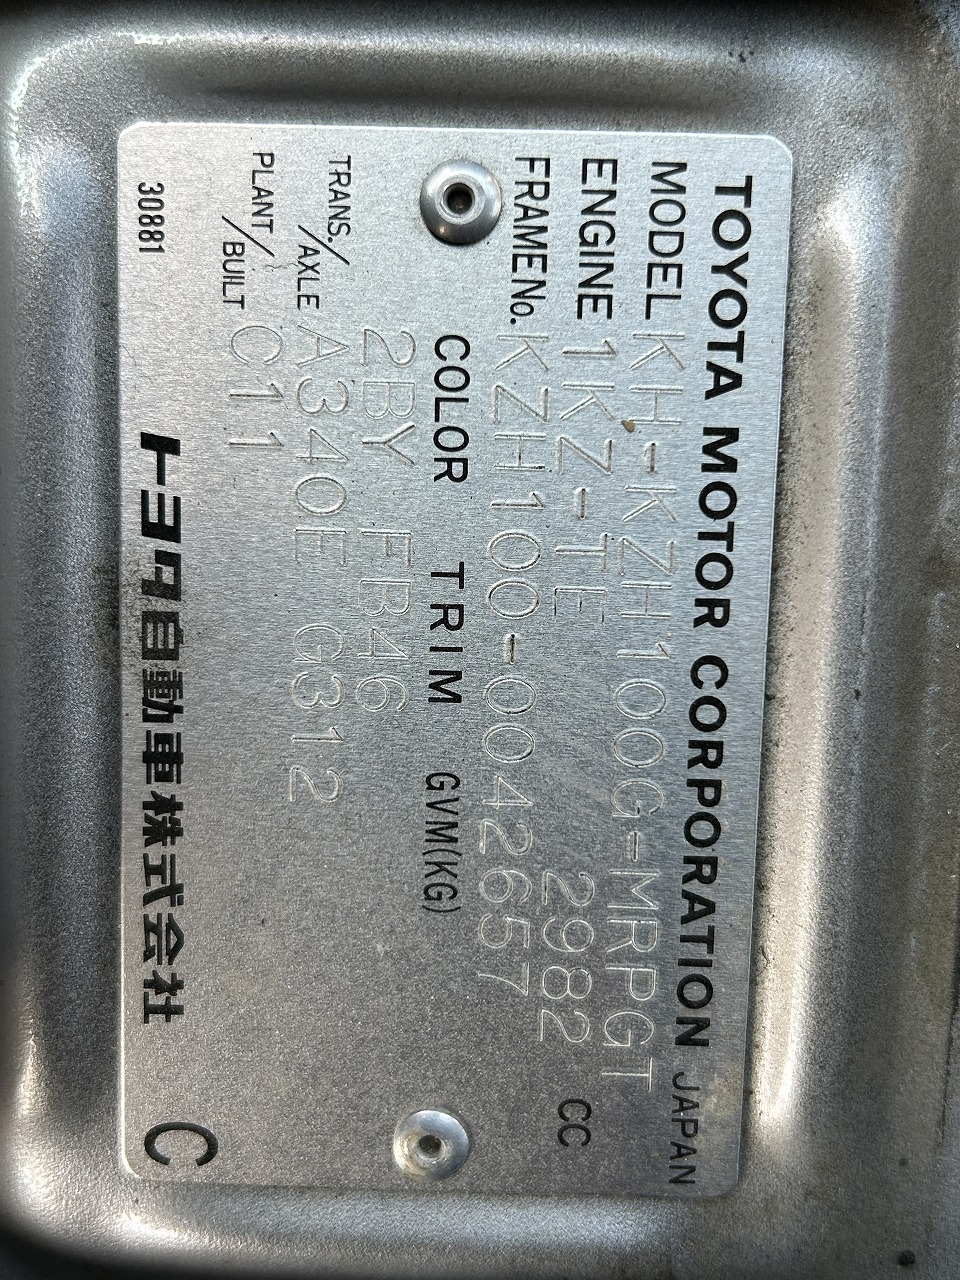 TOYOTA MOTOR CORPORATION JAPAN
MODEL KH-KZH100G-MRPGT
ENGINE 1KZ-TE 2982 CC
FRAME No. KZH100-0042657
COLOR TRIM GVM(KG)
2BY FB46
TRANS./AXLE A340E G312
PLANT/BUILT C11
30881 トヨタ自動車株式会社 C